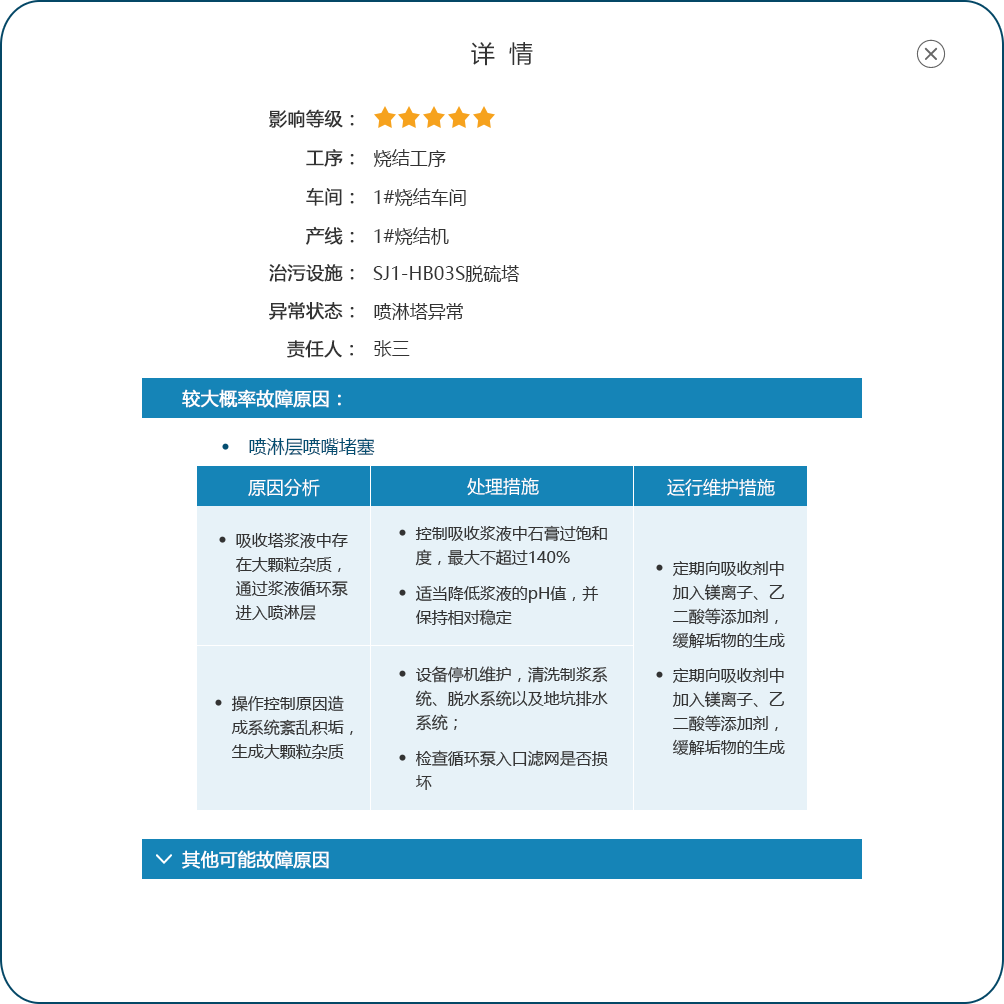 详 情
影响等级：
工序： 烧结工序
车间： 1#烧结车间
产线： 1#烧结机
治污设施： SJ1-HB03S脱硫塔
异常状态： 喷淋塔异常
责任人： 张三
较大概率故障原因：
• 喷淋层喷嘴堵塞
原因分析 处理措施 运行维护措施
• 吸收塔浆液中存
在大颗粒杂质，
通过浆液循环泵
进入喷淋层
• 控制吸收浆液中石膏过饱和
度，最大不超过140%
• 适当降低浆液的pH值，并
保持相对稳定
• 定期向吸收剂中
加入镁离子、乙
二酸等添加剂，
缓解垢物的生成
• 定期向吸收剂中
加入镁离子、乙
二酸等添加剂，
缓解垢物的生成
• 操作控制原因造
成系统紊乱积垢，
生成大颗粒杂质
• 设备停机维护，清洗制浆系
统、脱水系统以及地坑排水
系统；
• 检查循环泵入口滤网是否损
坏
其他可能故障原因